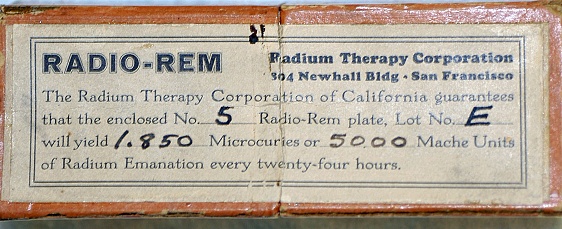 RADIO-REM
Radium Therapy Corporation
804 Newhall Bldg - San Francisco
The Radium Therapy Corporation of California guarantees
that the enclosed No. 5 Radio-Rem plate, Lot No. E
will yield 1.850 Microcuries or 5000 Mache Units
of Radium Emanation every twenty-four hours.